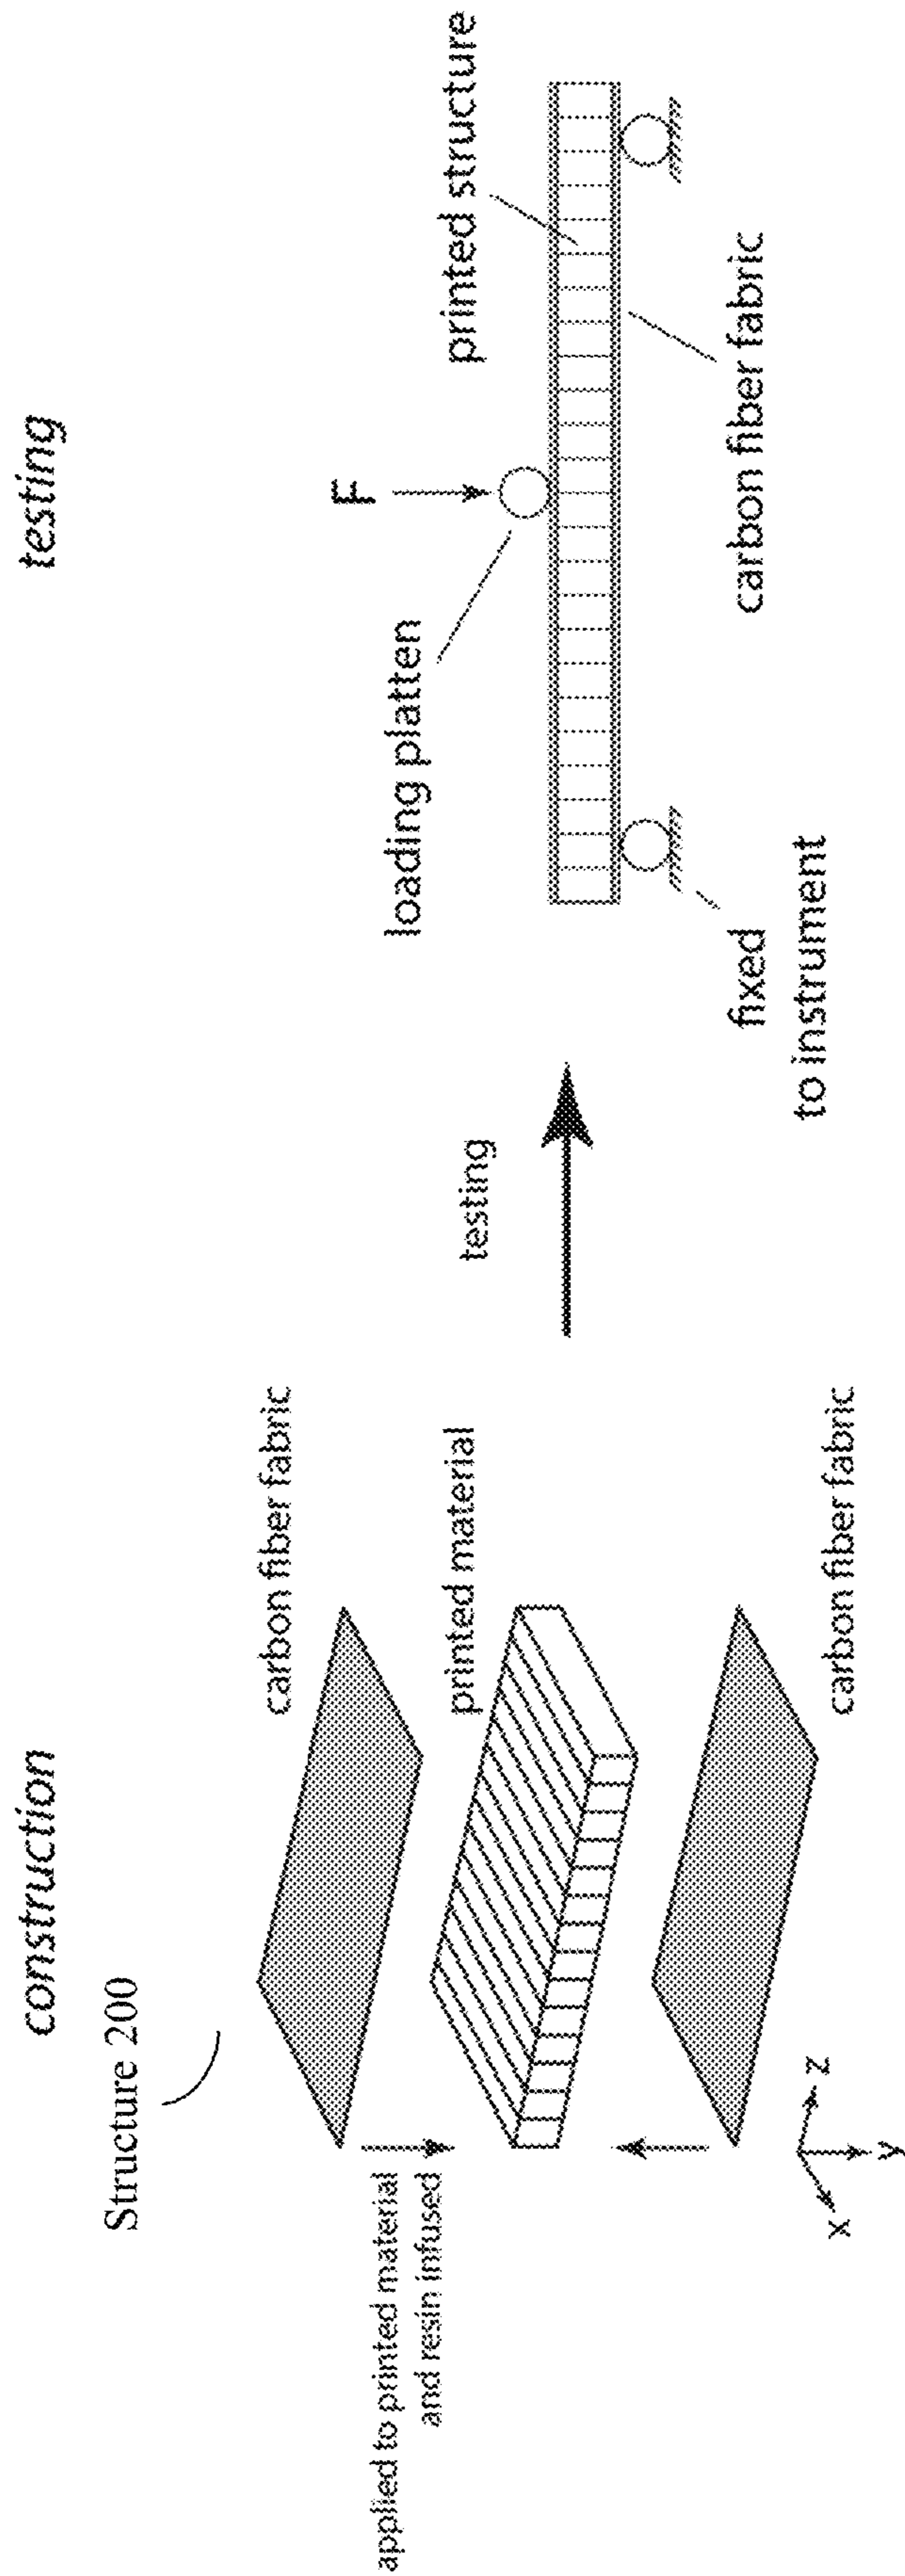 construction
Structure 200
applied to printed material
and resin infused
carbon fiber fabric
printed material
carbon fiber fabric
x
y
z
testing
testing
F
loading platten
printed structure
carbon fiber fabric
fixed
to instrument